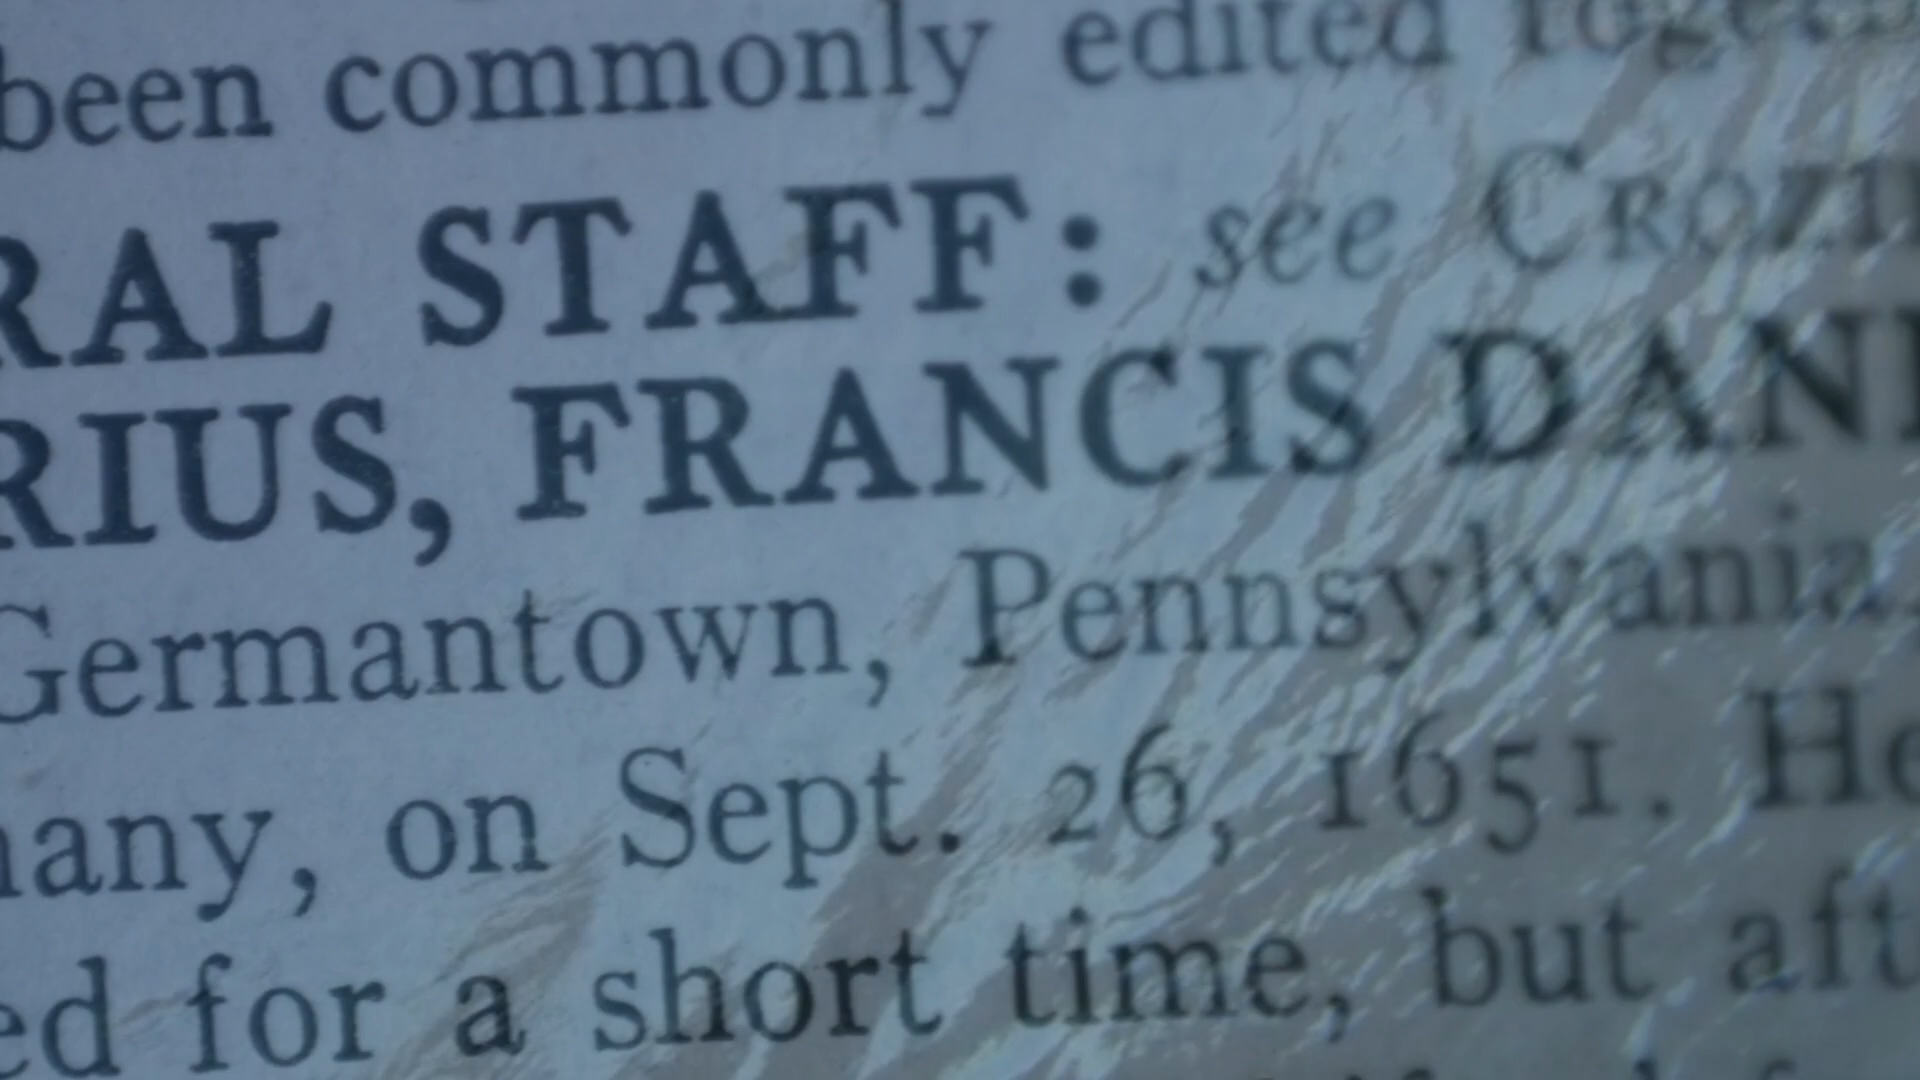 been commonly edited toget
RAL STAFF: see CROZI
RIUS, FRANCIS DANI
Germantown, Pennsylvania
many, on Sept. 26, 1651. He
ed for a short time, but aft